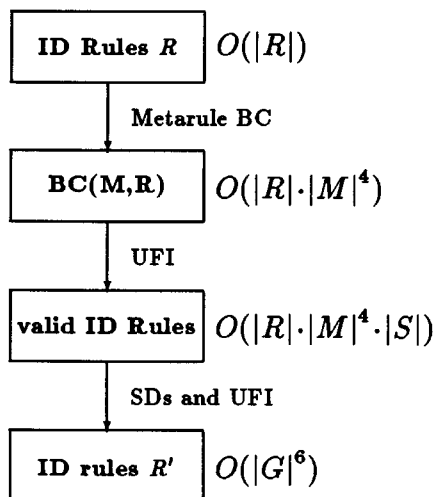 ID Rules R O(|R|)
Metarule BC
BC(M,R) O(|R|·|M|⁴)
UFI
valid ID Rules O(|R|·|M|⁴·|S|)
SDs and UFI
ID rules R' O(|G|⁶)